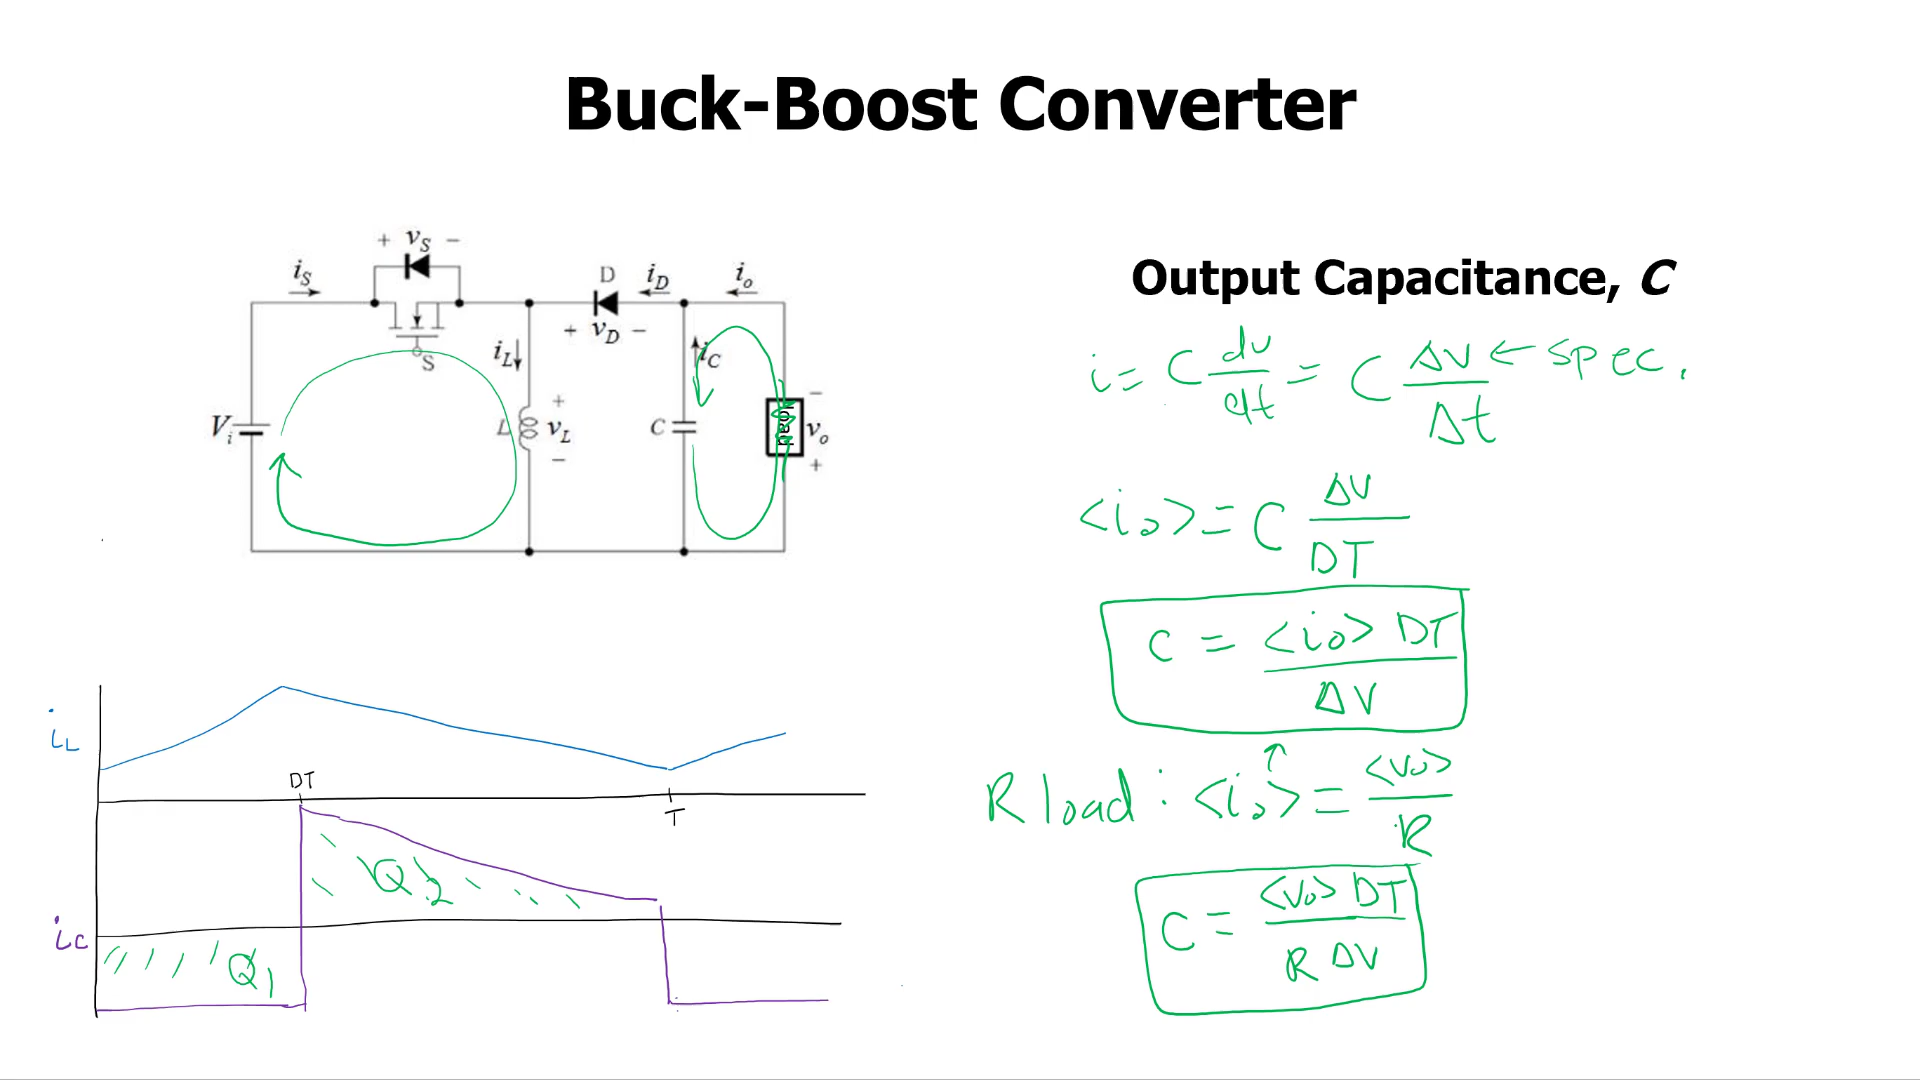 Buck-Boost Converter
+ vS −
iS
D
iD
io
+ vD −
S
iL
iC
Vi
L
+
vL
−
C
−
load
vo
+
Output Capacitance, C
i = C dv/dt = C ΔV/Δt ← spec.
<io> = C ΔV/DT
C = <io> DT/ΔV
↑
R load : <io> = <vo>/R
C = <vo> DT/R ΔV
iL
DT
T
Q2
iC
Q1